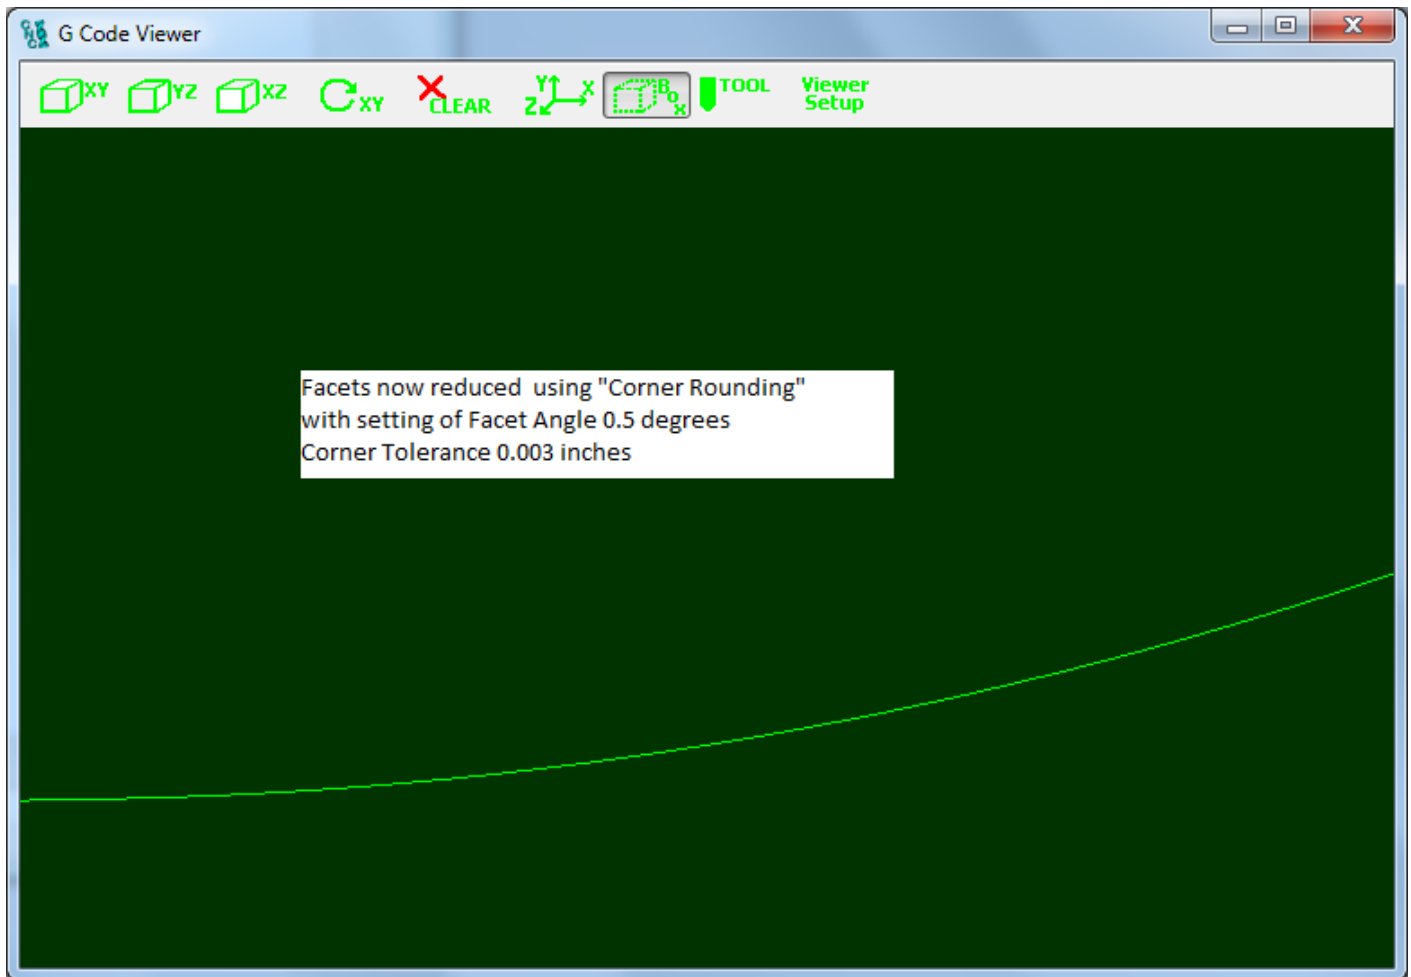 G Code Viewer
XY YZ XZ XY CLEAR Y X Z BOX TOOL Viewer Setup
Facets now reduced  using "Corner Rounding"
with setting of Facet Angle 0.5 degrees
Corner Tolerance 0.003 inches